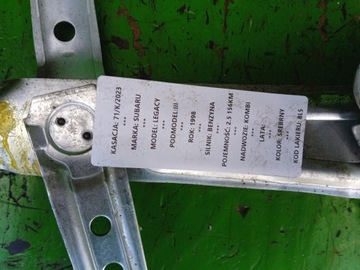 KASACJA: 71/K/2023
***
MARKA: SUBARU
***
MODEL: LEGACY
***
PODMODEL: III
***
ROK: 1998
***
SILNIK: BENZYNA
***
POJEMNOŚĆ: 2.5 156KM
***
NADWOZIE: KOMBI
***
LATA:
***
KOLOR: SREBRNY
***
KOD LAKIERU: BL5